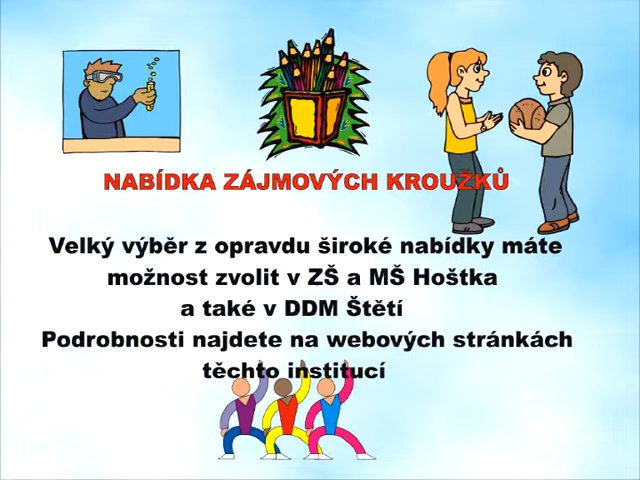 NABÍDKA ZÁJMOVÝCH KROUŽKŮ
Velký výběr z opravdu široké nabídky máte
možnost zvolit v ZŠ a MŠ Hoštka
a také v DDM Štětí
Podrobnosti najdete na webových stránkách
těchto institucí